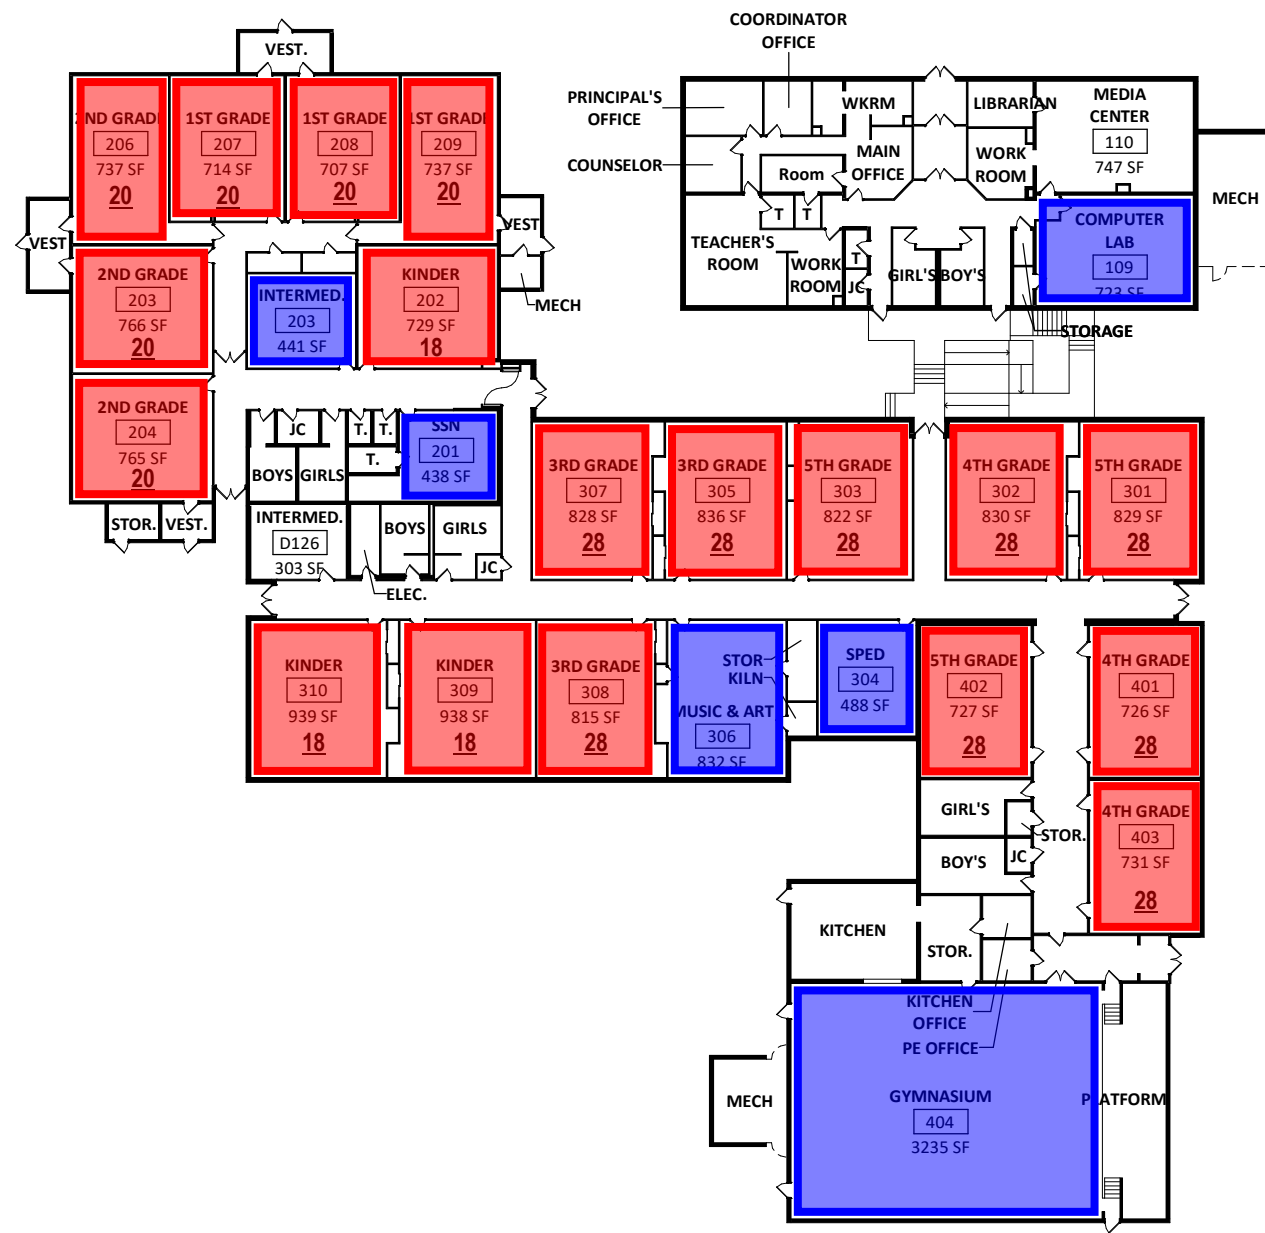 COORDINATOR
OFFICE
VEST.
PRINCIPAL'S
OFFICE
WKRM
LIBRARIAN
MEDIA
CENTER
110
747 SF
COUNSELOR
MAIN
OFFICE
WORK
ROOM
Room
MECH
T
T
TEACHER'S
ROOM
WORK
ROOM
T
JC
GIRL'S
BOY'S
COMPUTER
LAB
109
723 SF
STORAGE
2ND GRADE
206
737 SF
20
1ST GRADE
207
714 SF
20
1ST GRADE
208
707 SF
20
1ST GRADE
209
737 SF
20
VEST
VEST
MECH
2ND GRADE
203
766 SF
20
INTERMED.
203
441 SF
KINDER
202
729 SF
18
2ND GRADE
204
765 SF
20
JC
T.
T.
T.
BOYS
GIRLS
SSN
201
438 SF
STOR.
VEST.
INTERMED.
D126
303 SF
BOYS
GIRLS
JC
ELEC.
3RD GRADE
307
828 SF
28
3RD GRADE
305
836 SF
28
5TH GRADE
303
822 SF
28
4TH GRADE
302
830 SF
28
5TH GRADE
301
829 SF
28
KINDER
310
939 SF
18
KINDER
309
938 SF
18
3RD GRADE
308
815 SF
28
STOR
KILN
MUSIC & ART
306
832 SF
SPED
304
488 SF
5TH GRADE
402
727 SF
28
4TH GRADE
401
726 SF
28
GIRL'S
STOR.
BOY'S
JC
4TH GRADE
403
731 SF
28
KITCHEN
STOR.
KITCHEN
OFFICE
PE OFFICE
MECH
GYMNASIUM
404
3235 SF
PLATFORM